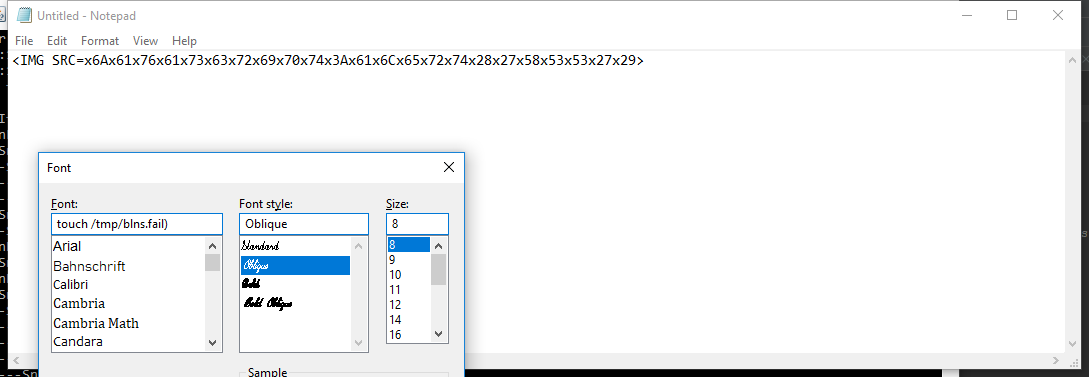 Untitled - Notepad
File Edit Format View Help
<IMG SRC=x6Ax61x76x61x73x63x72x69x70x74x3Ax61x6Cx65x72x74x28x27x58x53x53x27x29>
Font
Font: Font style: Size:
touch /tmp/blns.fail) Oblique 8
Arial Standard 8
Bahnschrift Oblique 9
Calibri Bold 10
Cambria Bold Oblique 11
Cambria Math 12
Candara 14
16
Sample